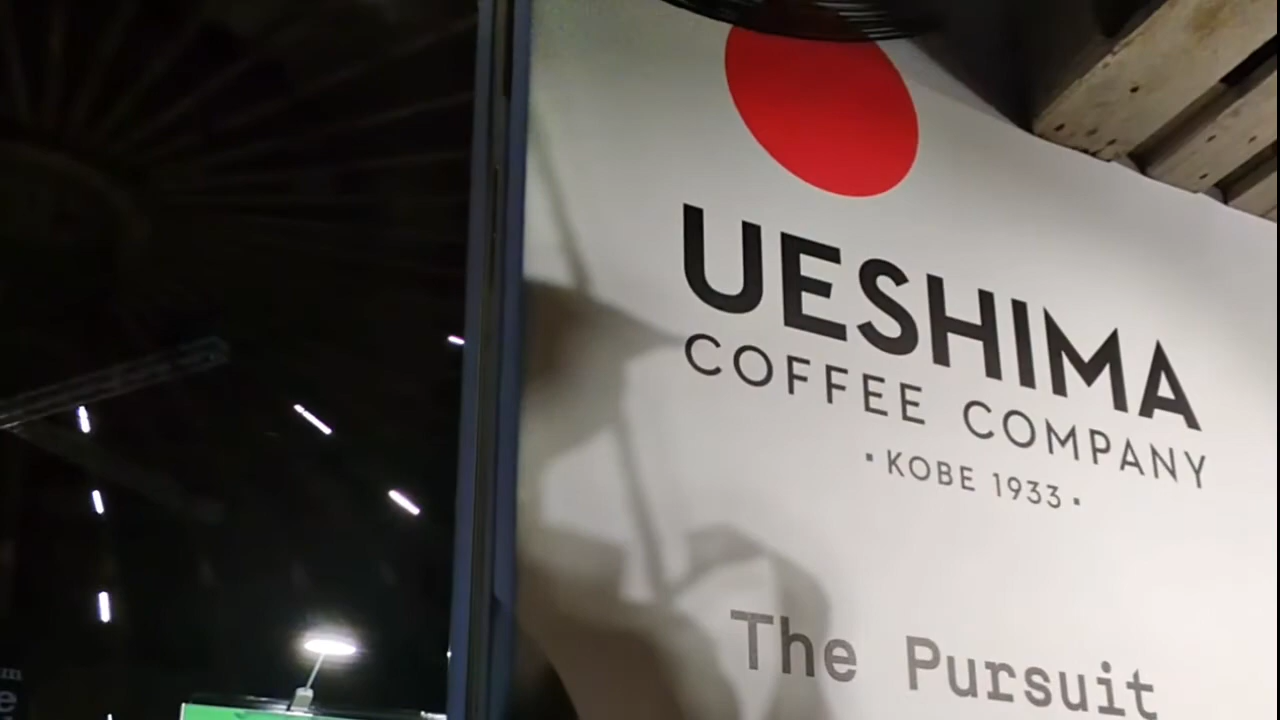 UESHIMA
COFFEE COMPANY
· KOBE 1933 ·
The Pursuit